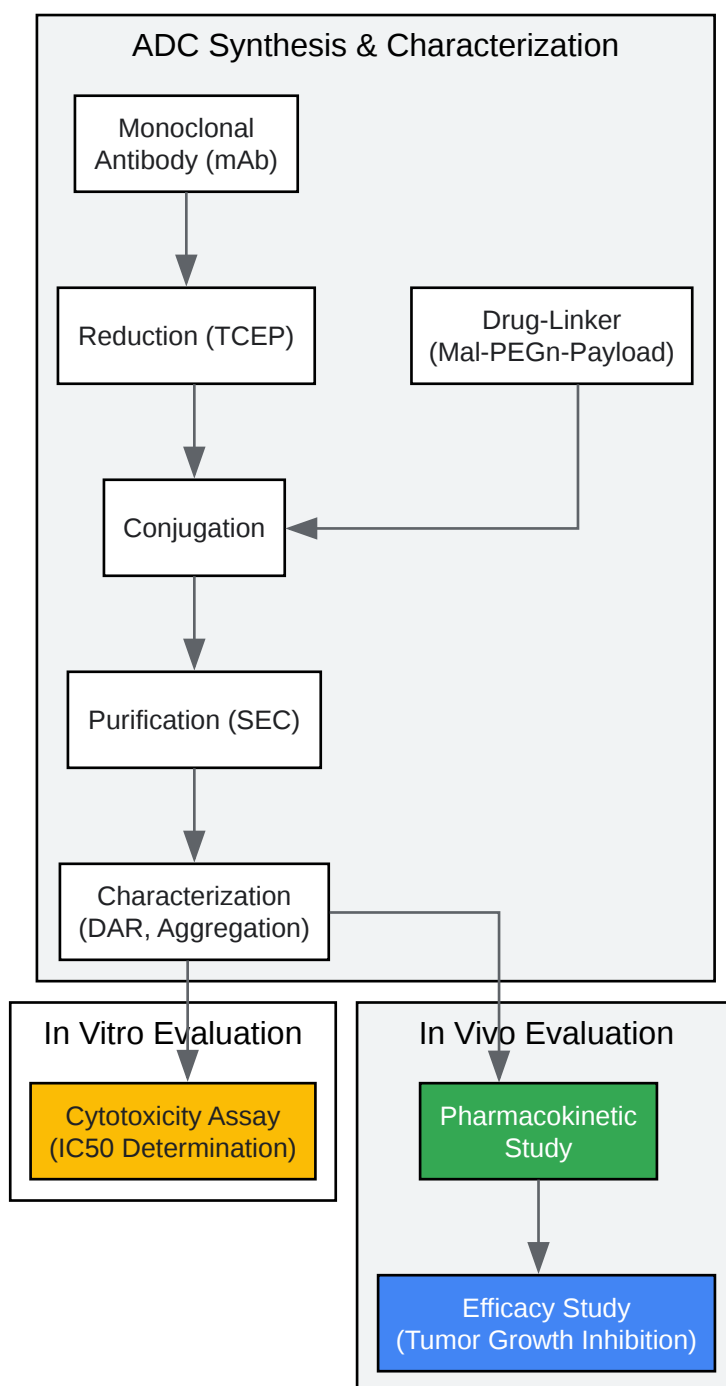 ADC Synthesis & Characterization
Monoclonal
Antibody (mAb)
Reduction (TCEP)
Drug-Linker
(Mal-PEGn-Payload)
Conjugation
Purification (SEC)
Characterization
(DAR, Aggregation)
In Vitro Evaluation
Cytotoxicity Assay
(IC50 Determination)
In Vivo Evaluation
Pharmacokinetic
Study
Efficacy Study
(Tumor Growth Inhibition)